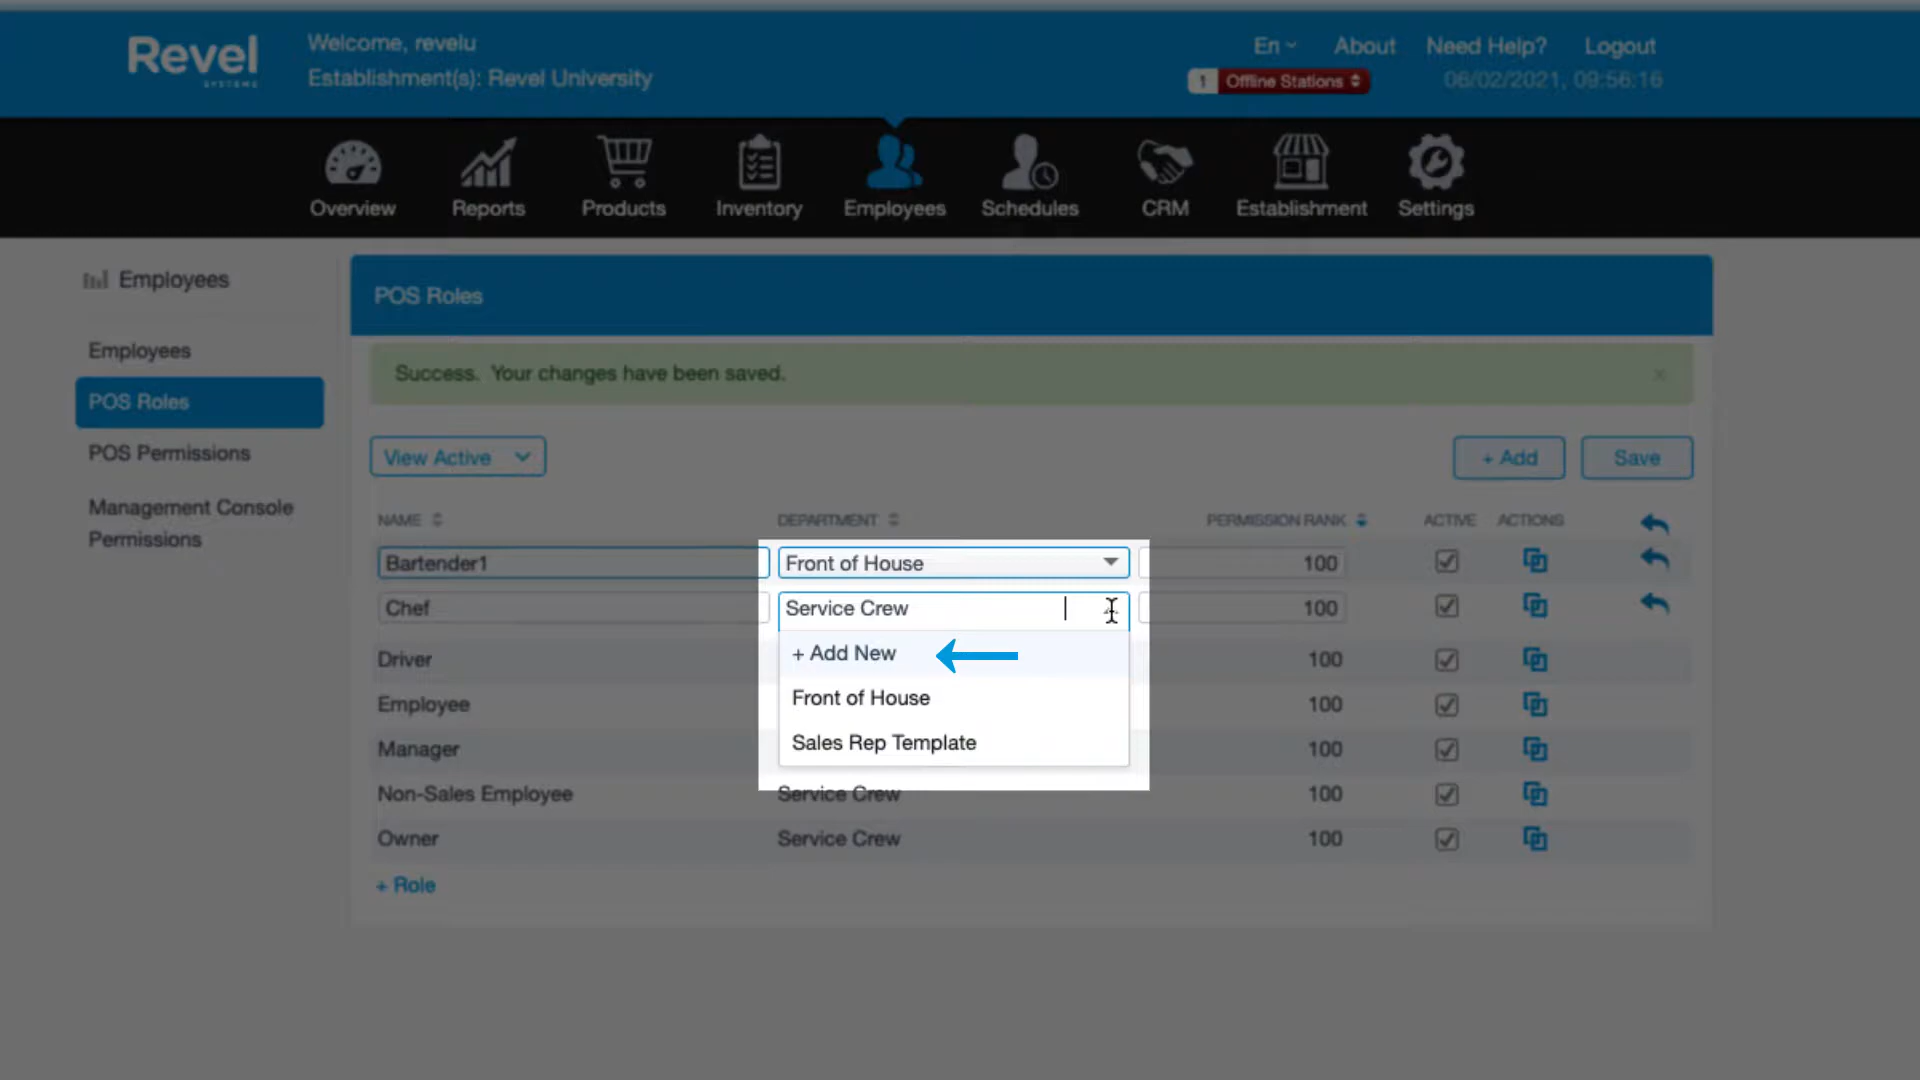 Revel
SYSTEMS
Welcome, revelu
Establishment(s): Revel University
En
About
Need Help?
Logout
1 Offline Stations
06/02/2021, 09:56:16
Overview
Reports
Products
Inventory
Employees
Schedules
CRM
Establishment
Settings
Employees
Employees
POS Roles
POS Permissions
Management Console
Permissions
POS Roles
Success. Your changes have been saved.
×
View Active
+ Add
Save
NAME
DEPARTMENT
PERMISSION RANK
ACTIVE
ACTIONS
Bartender1
Front of House
100
Chef
Service Crew
100
+ Add New
Front of House
Sales Rep Template
Driver
100
Employee
100
Manager
100
Non-Sales Employee
Service Crew
100
Owner
Service Crew
100
+ Role